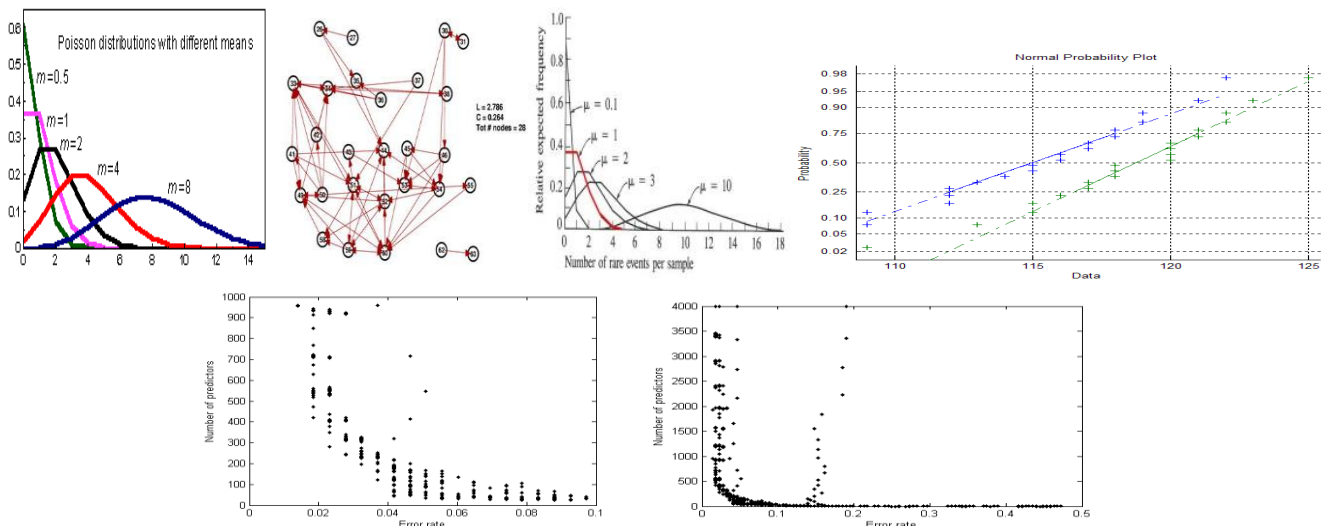 Poisson distributions with different means
m=0.5
m=1
m=2
m=4
m=8
0.6
0.5
0.4
0.3
0.2
0.1
0
0 2 4 6 8 10 12 14
L = 2.786
C = 0.264
Tot # nodes = 28
Relative expected frequency
1.0
0.8
0.6
0.4
0.2
0
μ = 0.1
μ = 1
μ = 2
μ = 3
μ = 10
0 2 4 6 8 10 12 14 16 18
Number of rare events per sample
Normal Probability Plot
Probability
0.98
0.95
0.90
0.75
0.50
0.25
0.10
0.05
0.02
110 115 120 125
Data
Number of predictors
1000
900
800
700
600
500
400
300
200
100
0
0 0.02 0.04 0.06 0.08 0.1
Error rate
Number of predictors
4000
3500
3000
2500
2000
1500
1000
500
0
0 0.1 0.2 0.3 0.4 0.5
Error rate